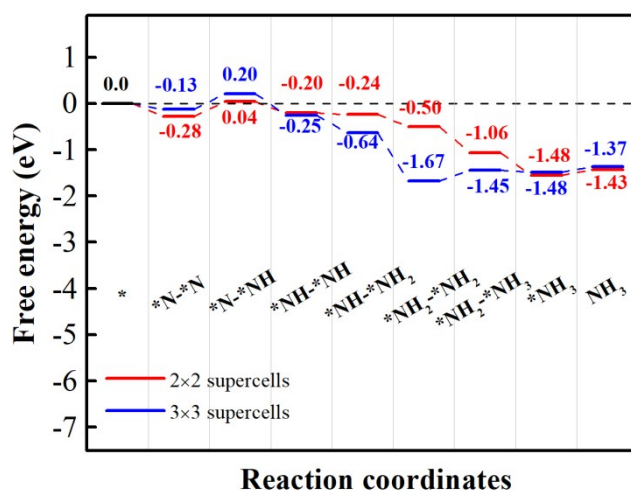 Free energy (eV)
1
0
-1
-2
-3
-4
-5
-6
-7
0.0
-0.13
0.20
-0.20
-0.24
-0.28
0.04
-0.25
-0.64
-0.50
-1.67
-1.06
-1.45
-1.48
-1.48
-1.37
-1.43
*
*N-*N
*N-*NH
*NH-*NH
*NH-*NH₂
*NH₂-*NH₂
*NH₂-*NH₃
*NH₃
NH₃
2×2 supercells
3×3 supercells
Reaction coordinates